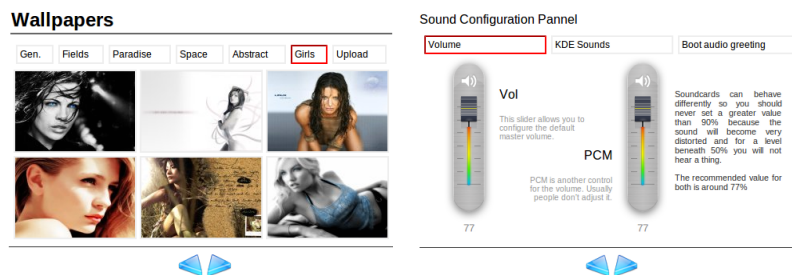 Wallpapers
Gen. Fields Paradise Space Abstract Girls Upload
Sound Configuration Pannel
Volume KDE Sounds Boot audio greeting
Vol
This slider allows you to
configure the default
master volume.
PCM
PCM is another control
for the volume. Usually
people don't adjust it.
77
77
Soundcards can behave
differently so you should
never set a greater value
than 90% because the
sound will become very
distorted and for a level
beneath 50% you will not
hear a thing.
The recommended value for
both is around 77%